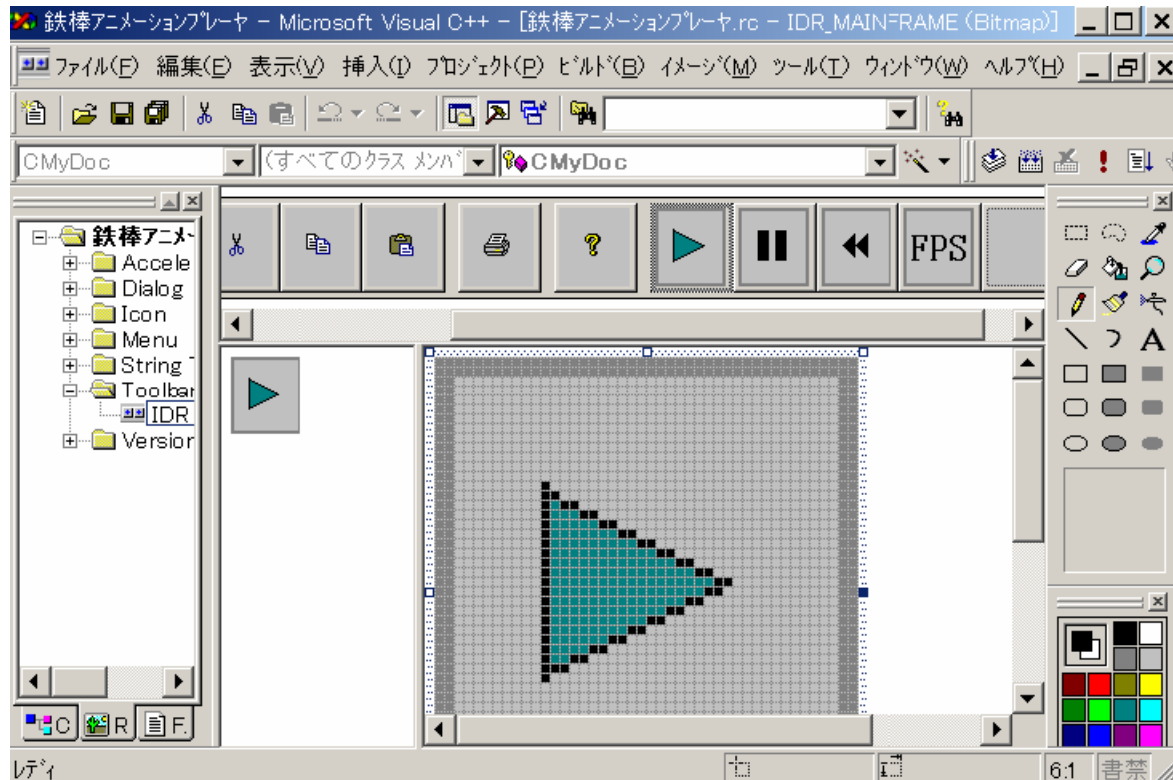 鉄棒アニメーションプレーヤ - Microsoft Visual C++ - [鉄棒アニメーションプレーヤ.rc - IDR_MAINFRAME (Bitmap)]
ファイル(F) 編集(E) 表示(V) 挿入(I) プロジェクト(P) ビルド(B) イメージ(M) ツール(T) ウィンドウ(W) ヘルプ(H)
CMyDoc (すべてのクラス メンバ CMyDoc
鉄棒アニメ
Accele
Dialog
Icon
Menu
String T
Toolbar
IDR
Version
FPS
A
C R F.
レディ 6:1 書禁